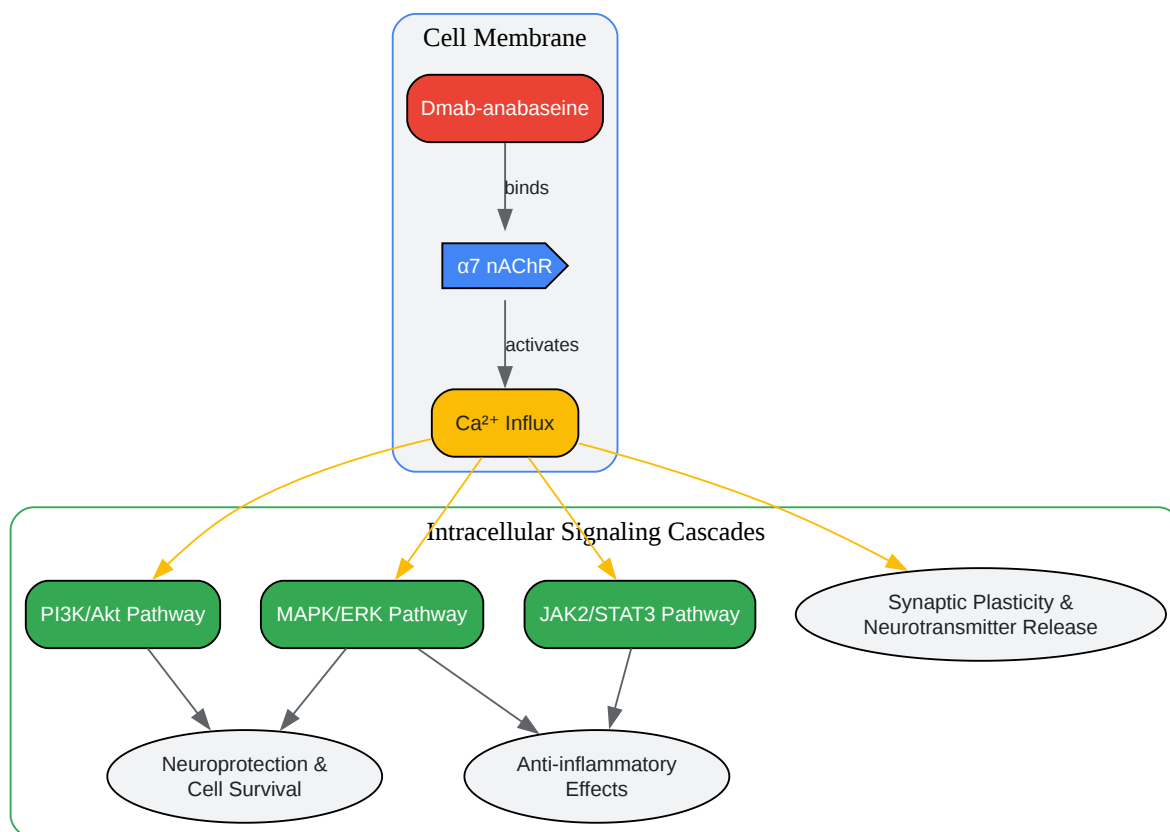 Cell Membrane
Dmab-anabaseine
binds
α7 nAChR
activates
Ca²⁺ Influx
Intracellular Signaling Cascades
PI3K/Akt Pathway
MAPK/ERK Pathway
JAK2/STAT3 Pathway
Synaptic Plasticity &
Neurotransmitter Release
Neuroprotection &
Cell Survival
Anti-inflammatory
Effects